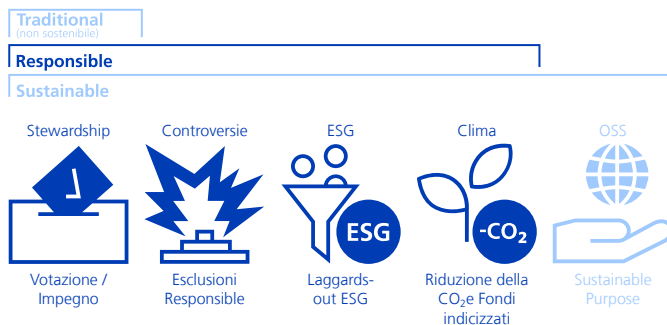 Traditional
(non sostenibile)
Responsible
Sustainable
Stewardship
Controversie
ESG
Clima
OSS
ESG
-CO₂
Votazione /
Impegno
Esclusioni
Responsible
Laggards-
out ESG
Riduzione della
CO₂e Fondi
indicizzati
Sustainable
Purpose